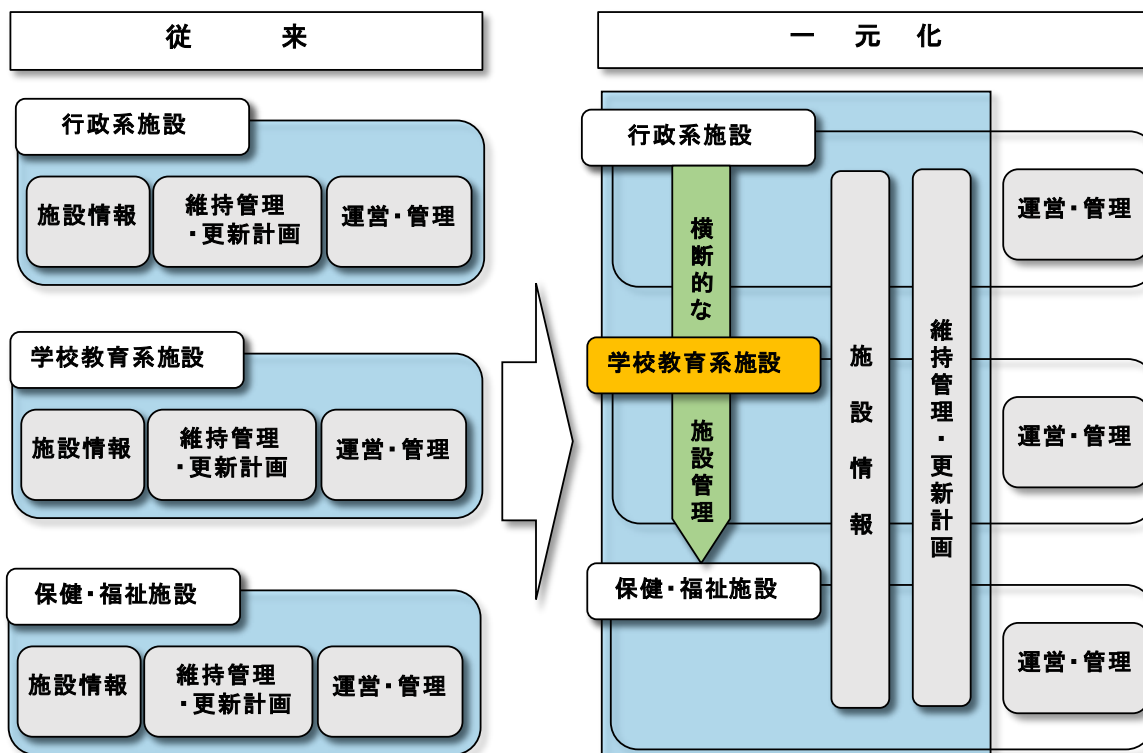 従　来
行政系施設
施設情報
維持管理
・更新計画
運営・管理
学校教育系施設
施設情報
維持管理
・更新計画
運営・管理
保健・福祉施設
施設情報
維持管理
・更新計画
運営・管理
一　元　化
行政系施設
横断的な
学校教育系施設
施設管理
保健・福祉施設
施設情報
維持管理・更新計画
運営・管理
運営・管理
運営・管理